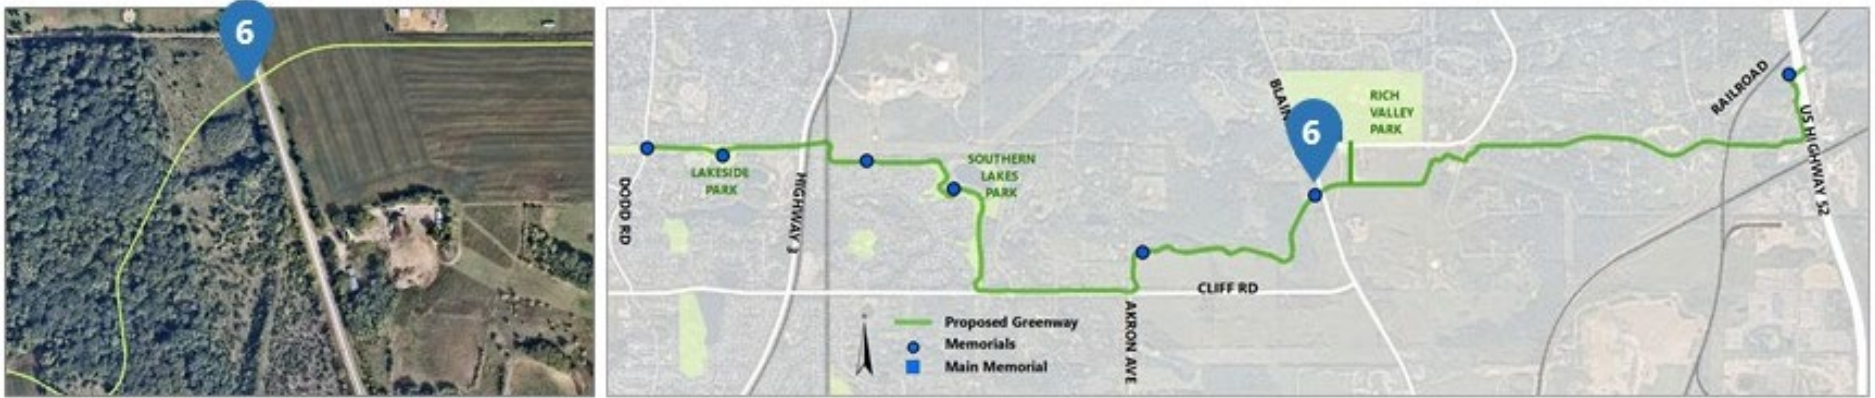 6
DODD RD
LAKESIDE
PARK
HIGHWAY 3
SOUTHERN
LAKES
PARK
BLAIN
6
RICH
VALLEY
PARK
RAILROAD
US HIGHWAY 52
CLIFF RD
AKRON AVE
Proposed Greenway
Memorials
Main Memorial